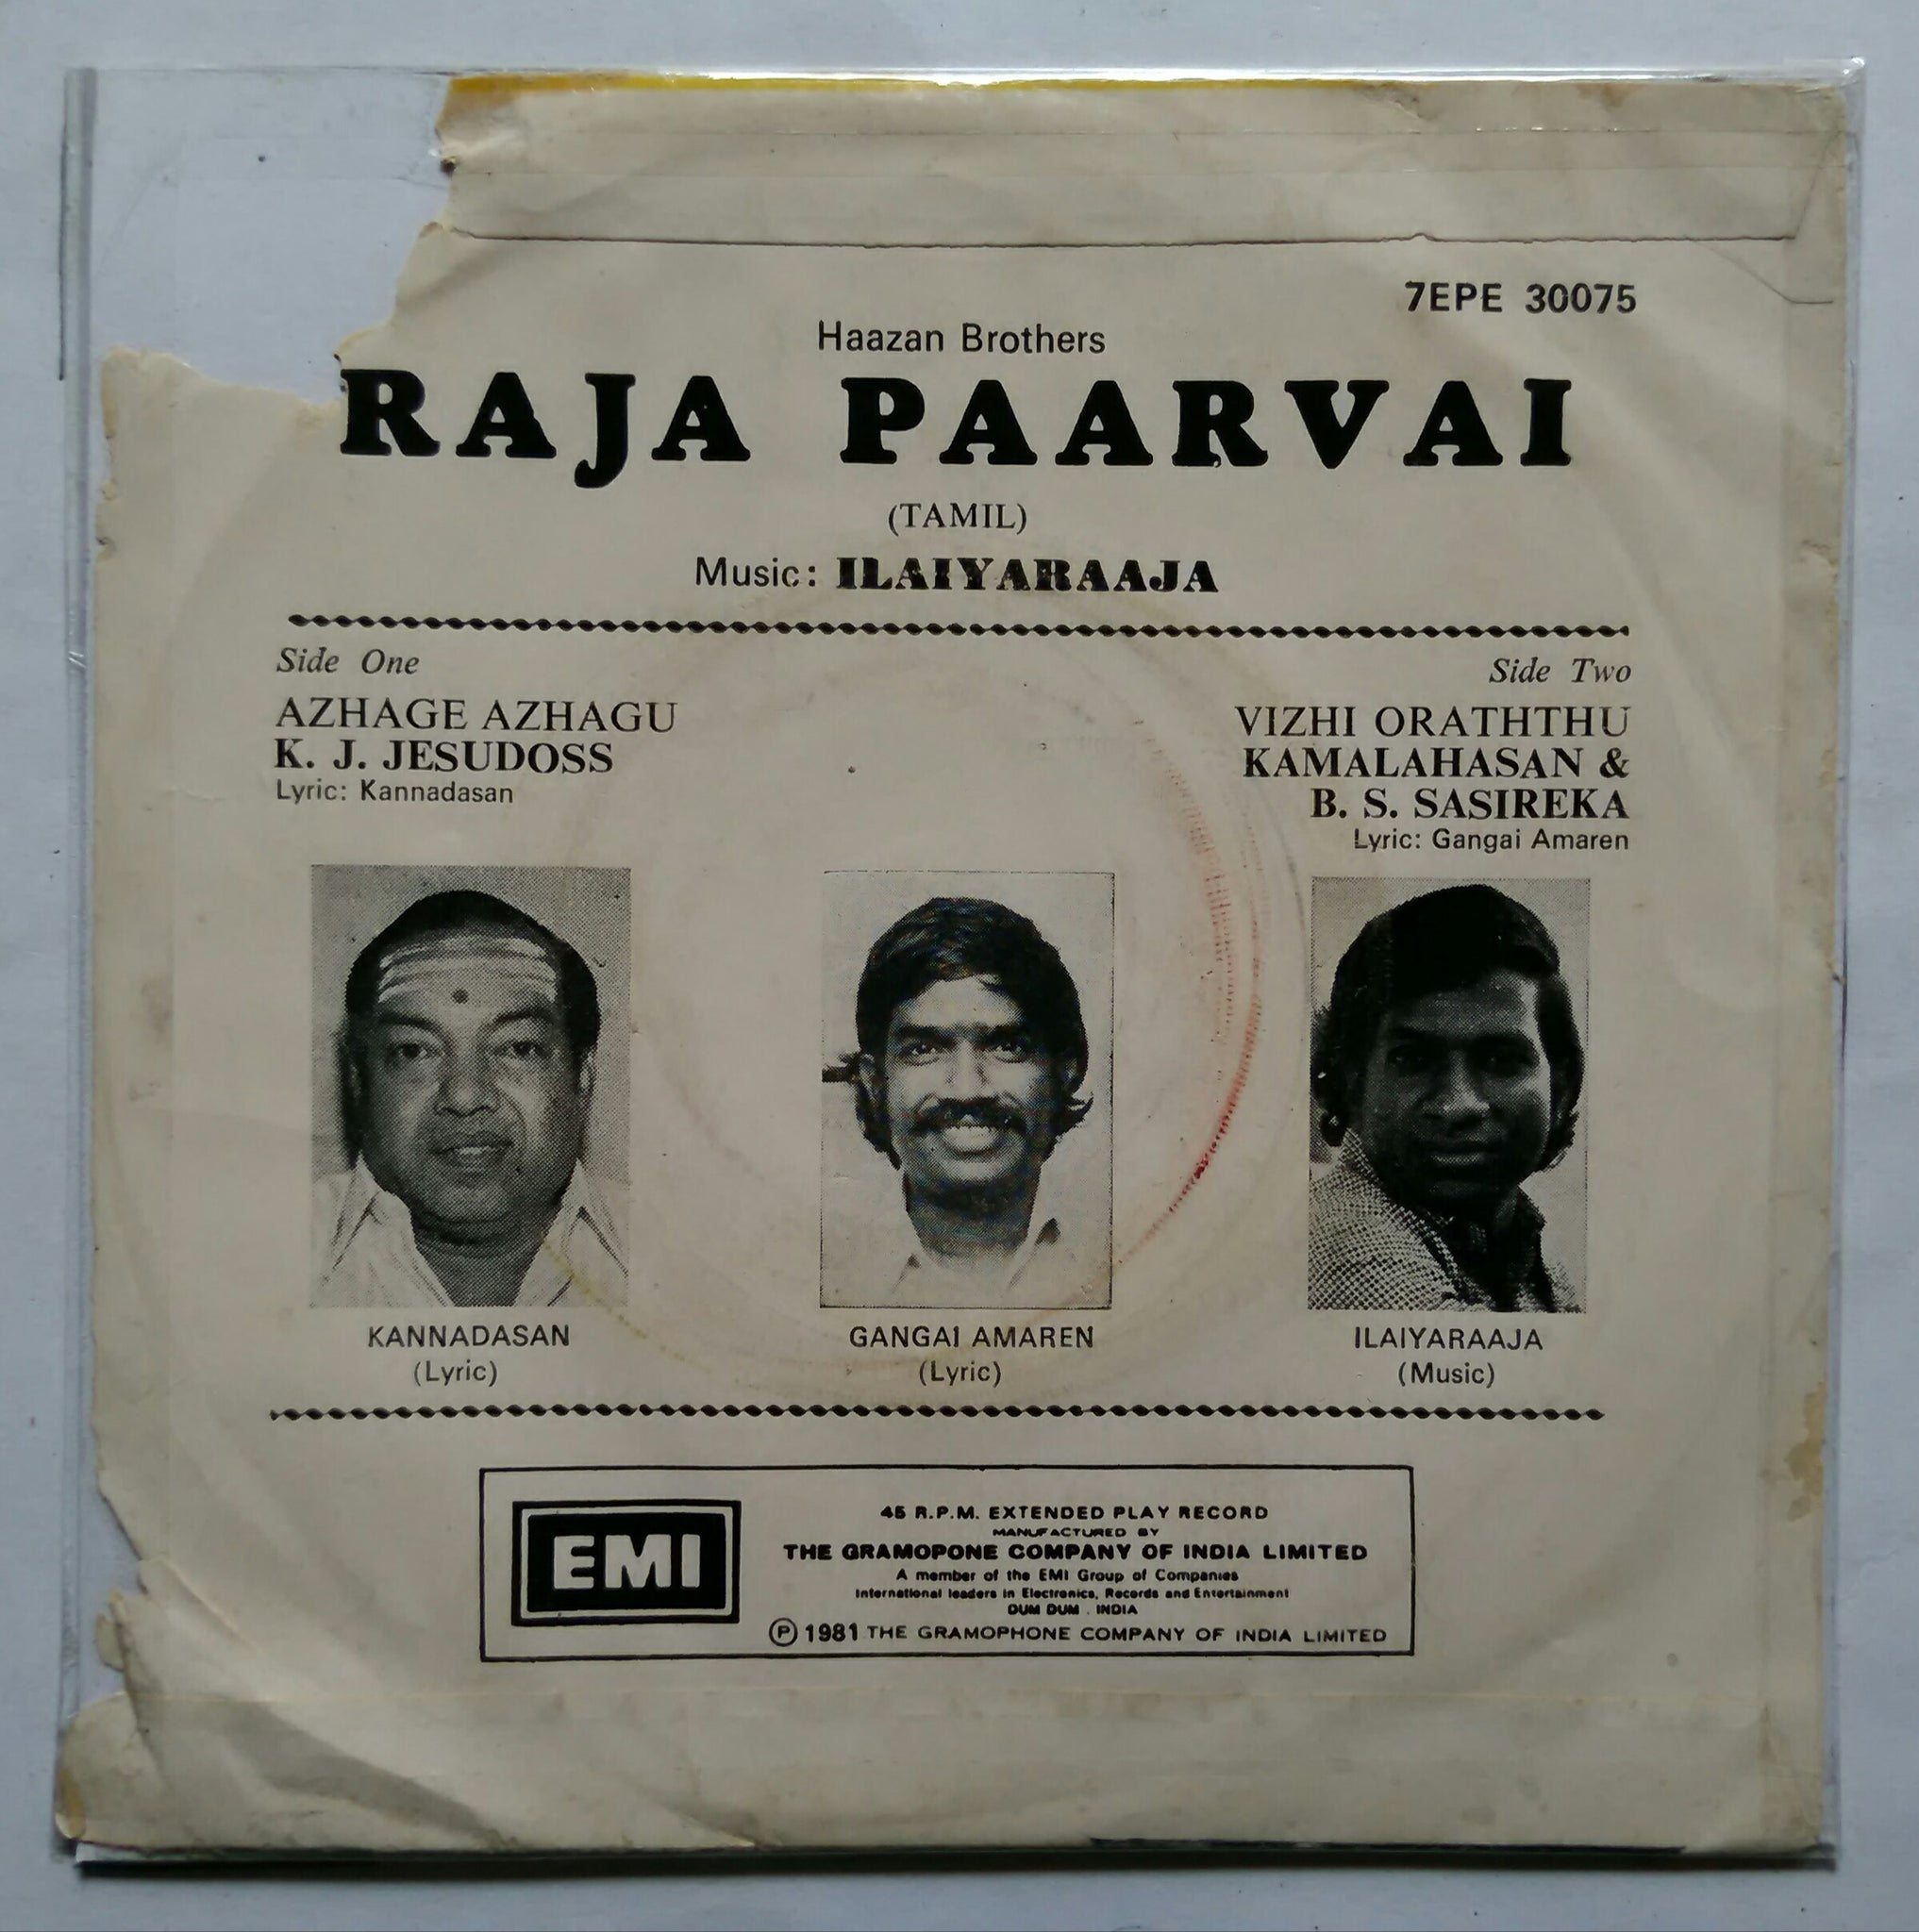 7EPE 30075
Haazan Brothers
RAJA PAARVAI
(TAMIL)
Music: ILAIYARAAJA
Side One
AZHAGE AZHAGU
K. J. JESUDOSS
Lyric: Kannadasan
Side Two
VIZHI ORATHTHU
KAMALAHASAN &
B. S. SASIREKA
Lyric: Gangai Amaren
KANNADASAN
(Lyric)
GANGAI AMAREN
(Lyric)
ILAIYARAAJA
(Music)
EMI
45 R.P.M. EXTENDED PLAY RECORD
MANUFACTURED BY
THE GRAMOPONE COMPANY OF INDIA LIMITED
A member of the EMI Group of Companies
International leaders in Electronics, Records and Entertainment
DUM DUM . INDIA
Ⓟ 1981 THE GRAMOPHONE COMPANY OF INDIA LIMITED